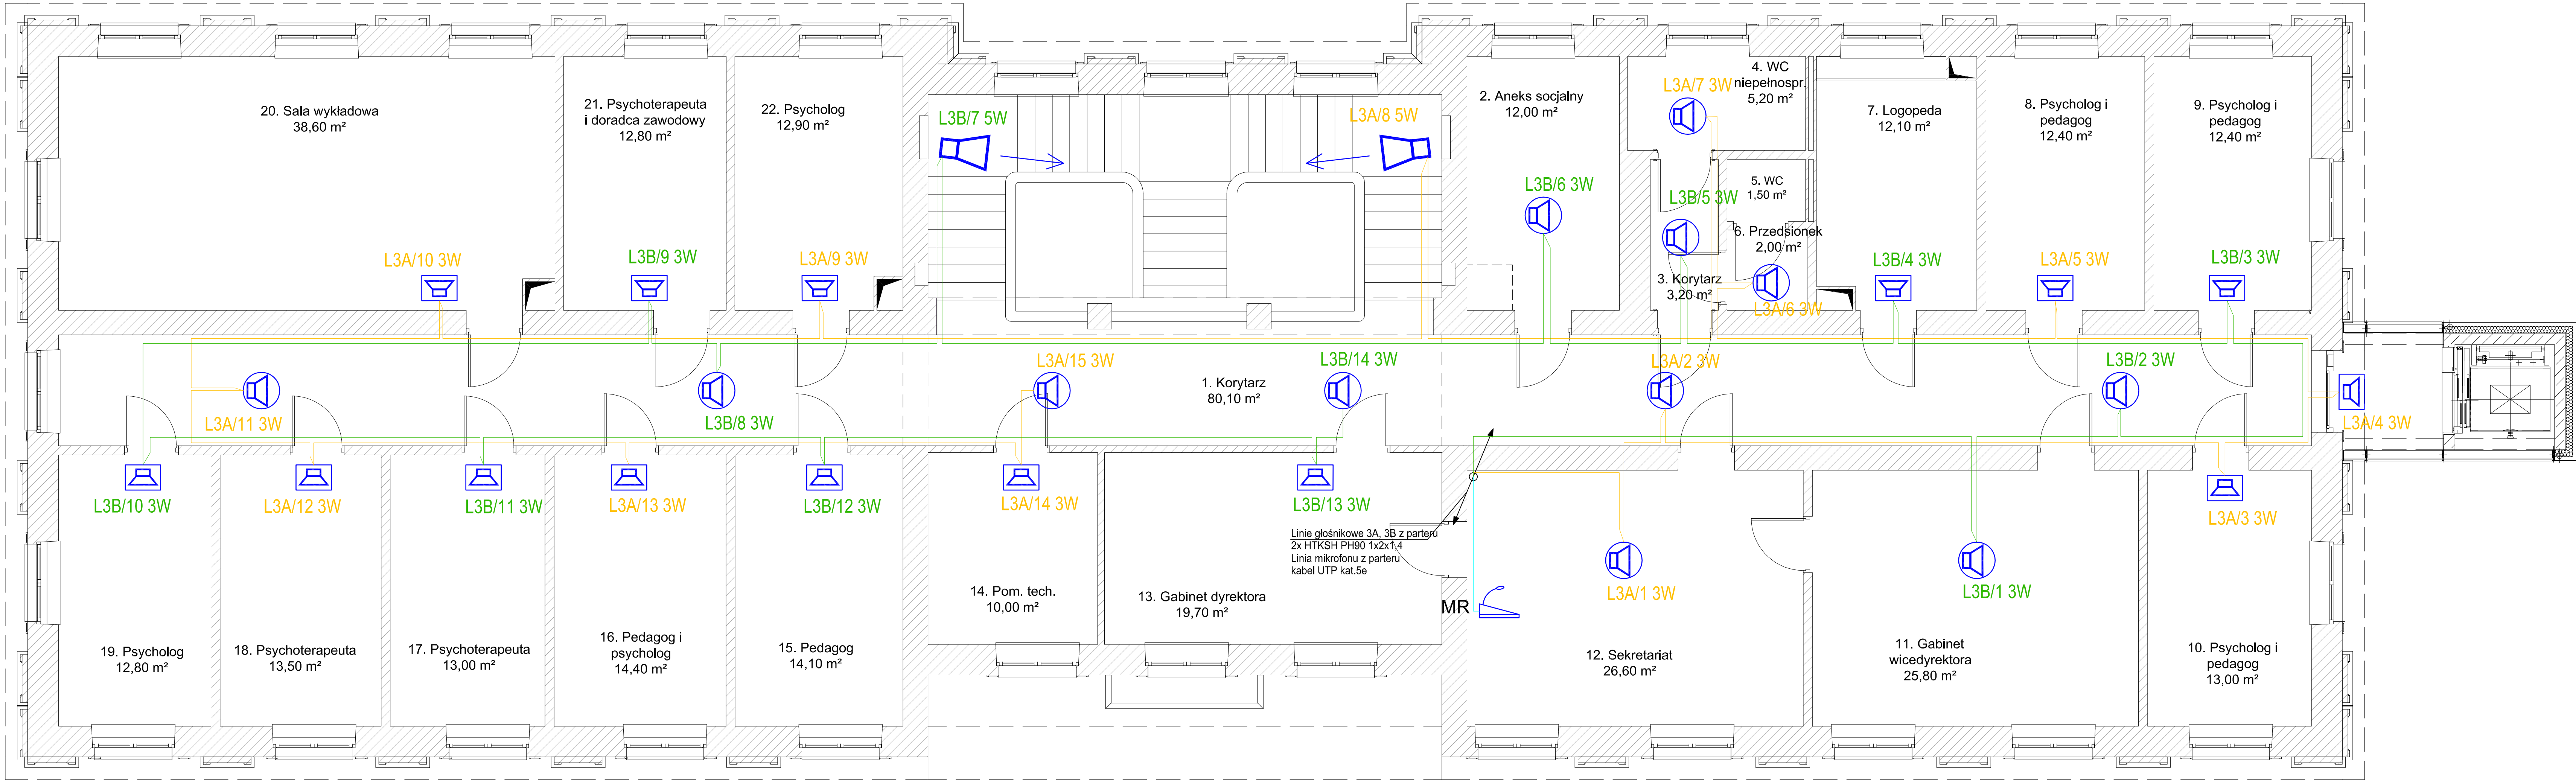 20. Sala wykładowa
38,60 m²
21. Psychoterapeuta
i doradca zawodowy
12,80 m²
22. Psycholog
12,90 m²
L3B/7 5W
L3A/8 5W
2. Aneks socjalny
12,00 m²
L3A/7 3W
4. WC
niepełnospr.
5,20 m²
7. Logopeda
12,10 m²
8. Psycholog i
pedagog
12,40 m²
9. Psycholog i
pedagog
12,40 m²
L3B/6 3W
L3B/5 3W
5. WC
1,50 m²
6. Przedsionek
2,00 m²
3. Korytarz
3,20 m²
L3A/6 3W
L3A/10 3W
L3B/9 3W
L3A/9 3W
L3B/4 3W
L3A/5 3W
L3B/3 3W
L3A/11 3W
L3B/8 3W
L3A/15 3W
1. Korytarz
80,10 m²
L3B/14 3W
L3A/2 3W
L3B/2 3W
L3A/4 3W
L3B/10 3W
L3A/12 3W
L3B/11 3W
L3A/13 3W
L3B/12 3W
L3A/14 3W
L3B/13 3W
L3A/3 3W
Linie głośnikowe 3A, 3B z parteru
2x HTKSH PH90 1x2x1,4
Linia mikrofonu z parteru
kabel UTP kat.5e
MR
L3A/1 3W
L3B/1 3W
19. Psycholog
12,80 m²
18. Psychoterapeuta
13,50 m²
17. Psychoterapeuta
13,00 m²
16. Pedagog i
psycholog
14,40 m²
15. Pedagog
14,10 m²
14. Pom. tech.
10,00 m²
13. Gabinet dyrektora
19,70 m²
12. Sekretariat
26,60 m²
11. Gabinet
wicedyrektora
25,80 m²
10. Psycholog i
pedagog
13,00 m²